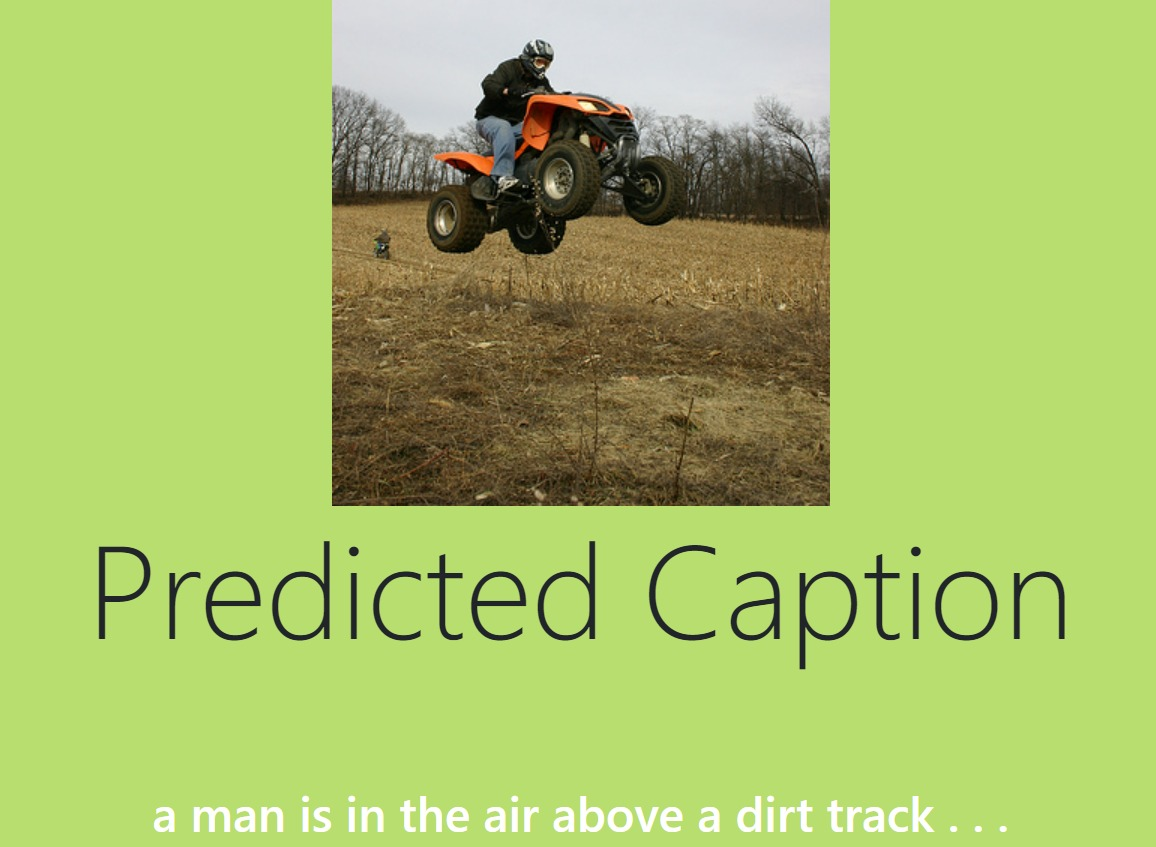 Predicted Caption
a man is in the air above a dirt track . . .